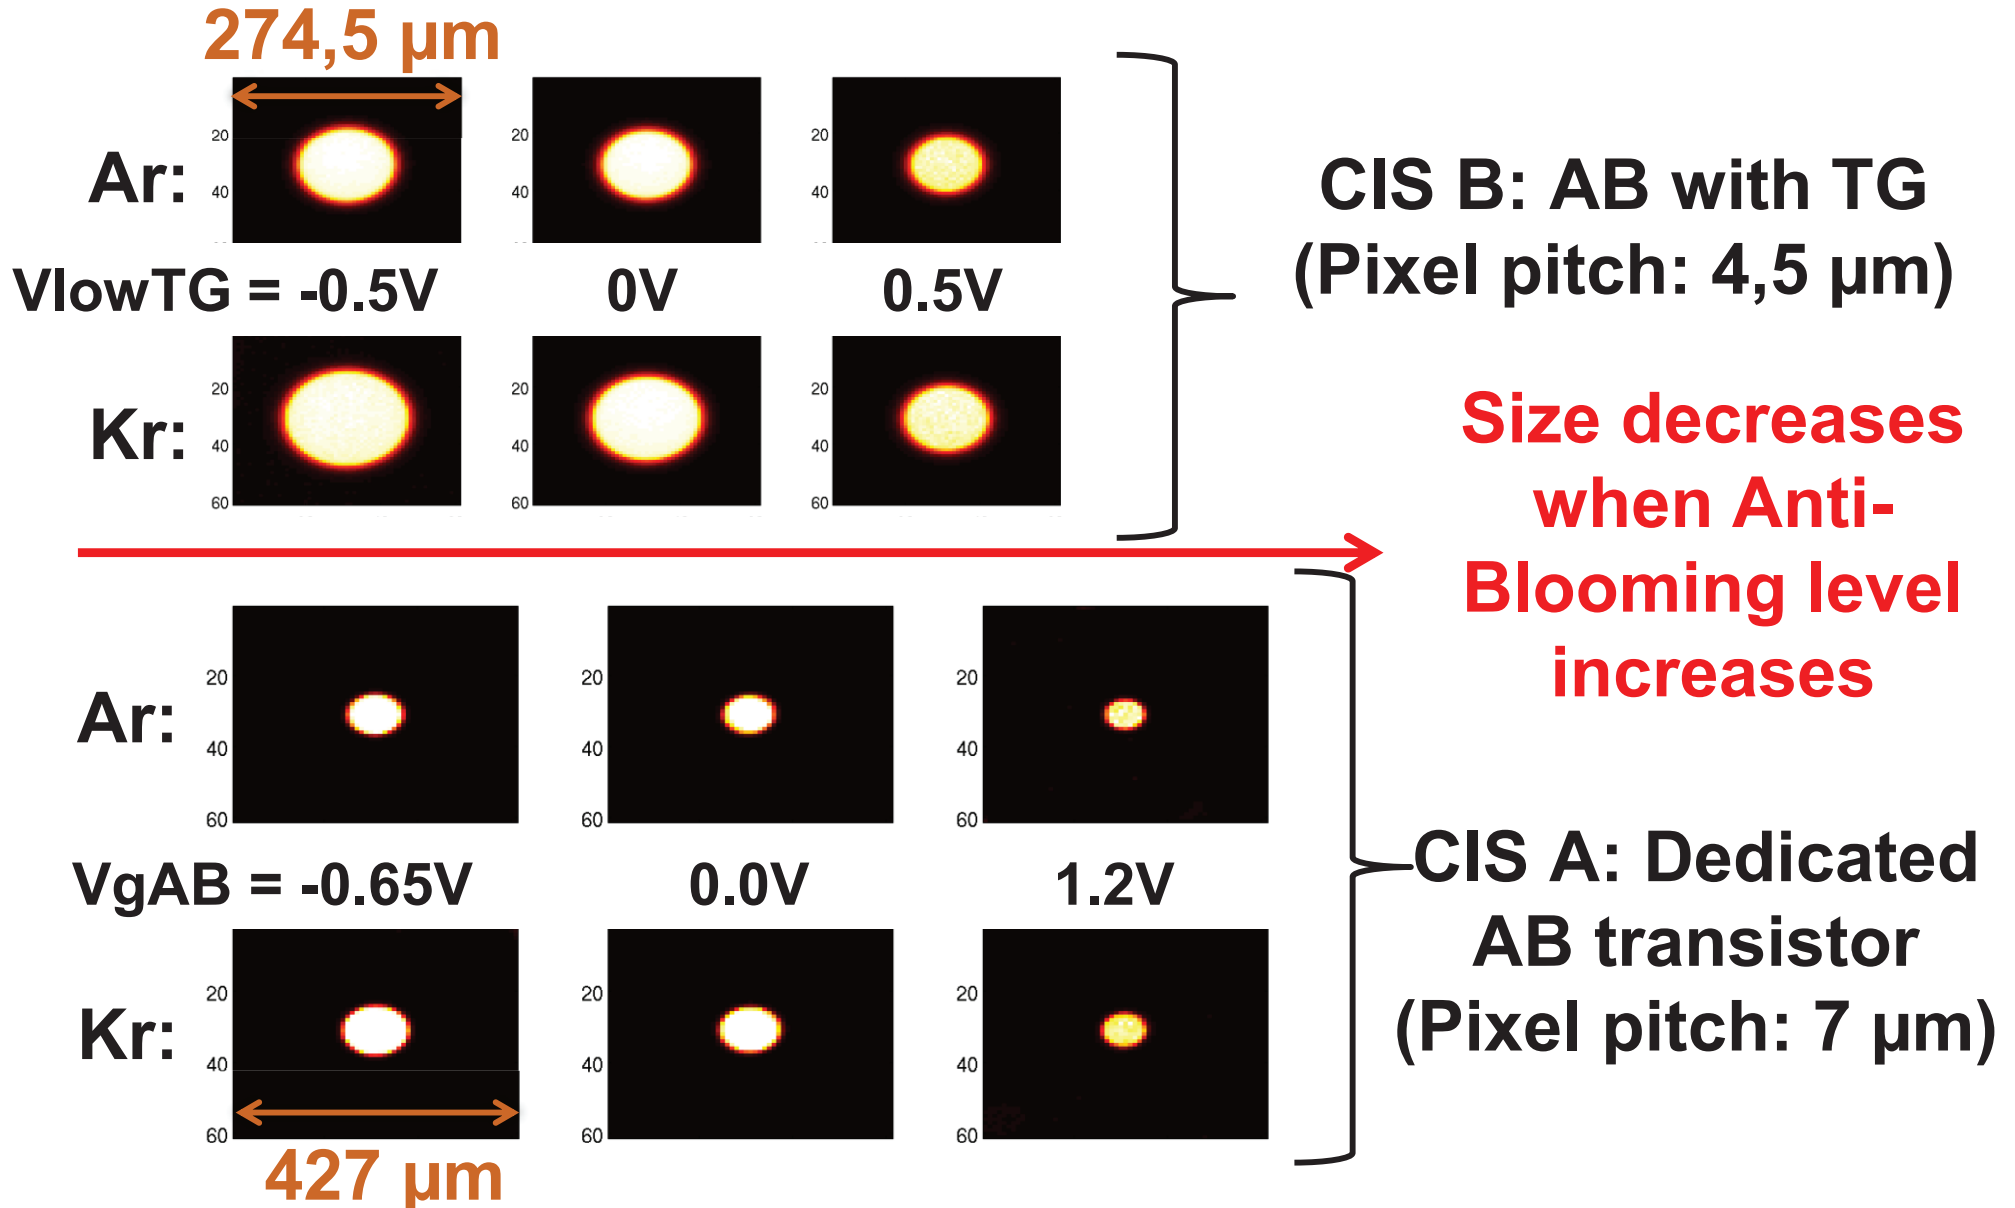 274,5 µm
20
20
20
Ar:
40
40
40
VlowTG = -0.5V 0V 0.5V
20
20
20
Kr:
40
40
40
60
60
60
CIS B: AB with TG
(Pixel pitch: 4,5 µm)
Size decreases
when Anti-
Blooming level
increases
20
20
20
Ar:
40
40
40
60
60
60
VgAB = -0.65V 0.0V 1.2V
20
20
20
Kr:
40
40
40
60
60
60
427 µm
CIS A: Dedicated
AB transistor
(Pixel pitch: 7 µm)